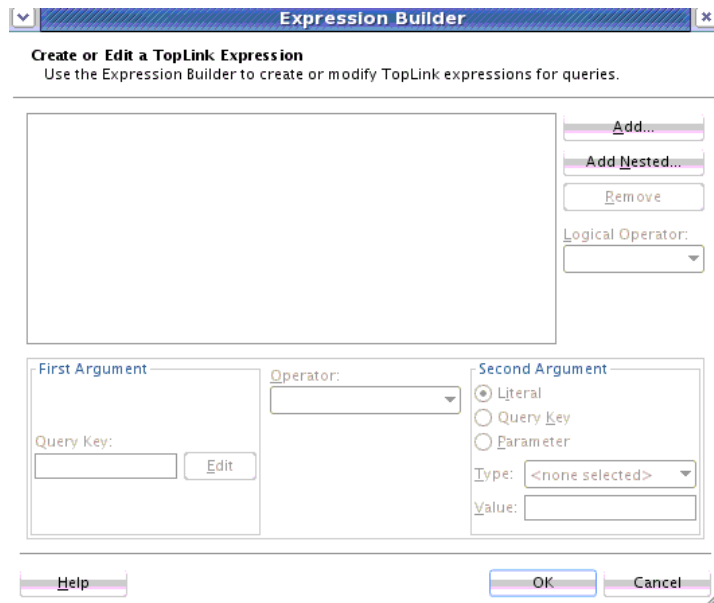 Expression Builder
Create or Edit a TopLink Expression
Use the Expression Builder to create or modify TopLink expressions for queries.
Add...
Add Nested...
Remove
Logical Operator:
First Argument
Operator:
Second Argument
Literal
Query Key
Parameter
Query Key:
Edit
Type: <none selected>
Value:
Help
OK
Cancel